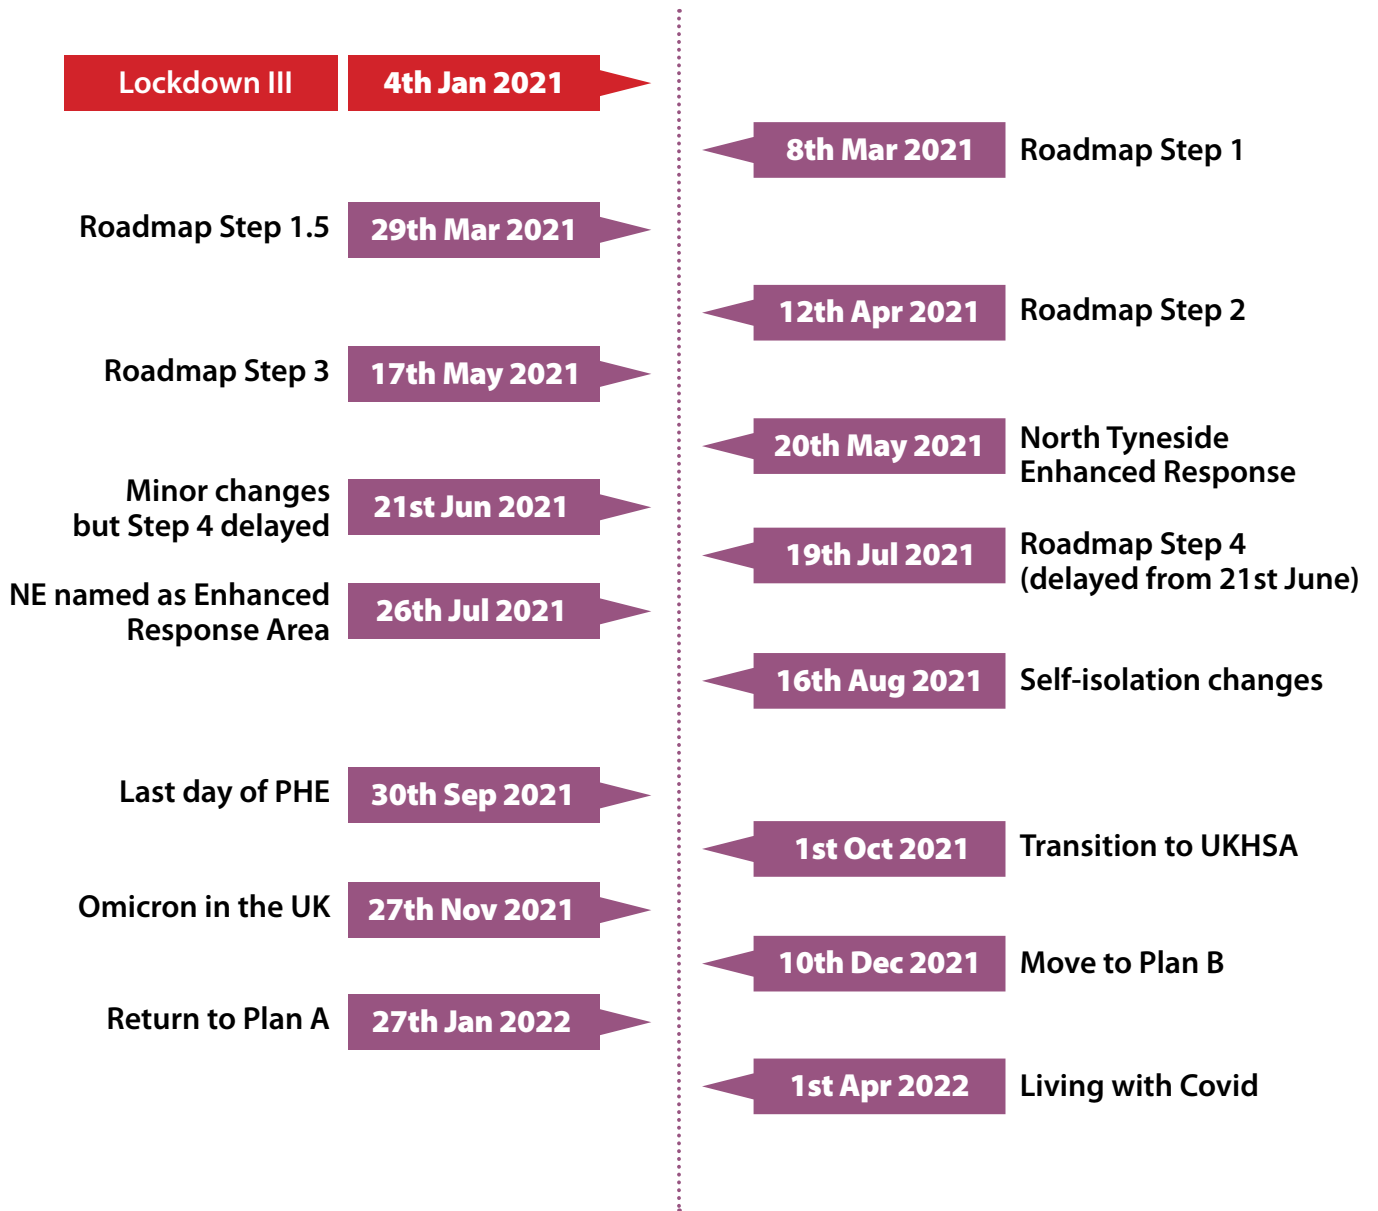 Lockdown III
4th Jan 2021
8th Mar 2021
Roadmap Step 1
Roadmap Step 1.5
29th Mar 2021
12th Apr 2021
Roadmap Step 2
Roadmap Step 3
17th May 2021
20th May 2021
North Tyneside
Enhanced Response
Minor changes
but Step 4 delayed
21st Jun 2021
19th Jul 2021
Roadmap Step 4
(delayed from 21st June)
NE named as Enhanced
Response Area
26th Jul 2021
16th Aug 2021
Self-isolation changes
Last day of PHE
30th Sep 2021
1st Oct 2021
Transition to UKHSA
Omicron in the UK
27th Nov 2021
10th Dec 2021
Move to Plan B
Return to Plan A
27th Jan 2022
1st Apr 2022
Living with Covid